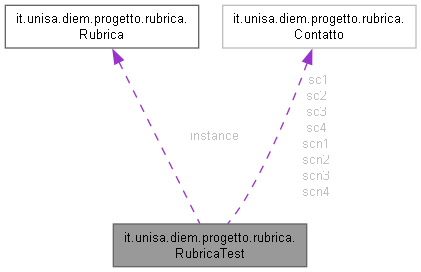 it.unisa.diem.progetto.rubrica.
Rubrica
it.unisa.diem.progetto.rubrica.
Contatto
instance
sc1
sc2
sc3
sc4
scn1
scn2
scn3
scn4
it.unisa.diem.progetto.rubrica.
RubricaTest